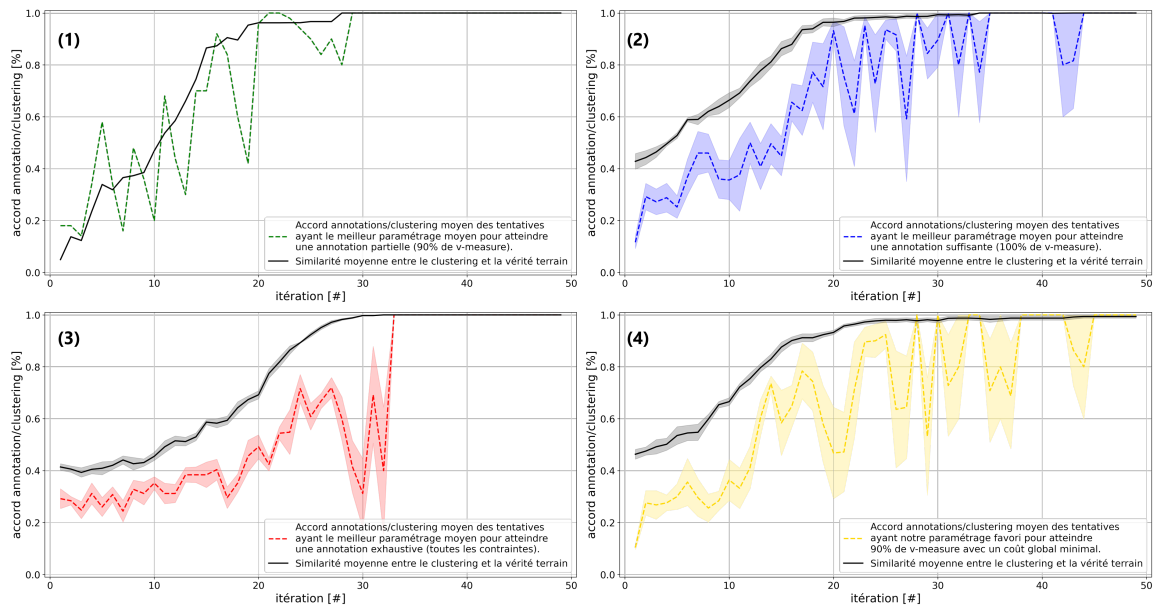 (1)
accord annotation/clustering [%]
1.0
0.8
0.6
0.4
0.2
0.0
Accord annotations/clustering moyen des tentatives
ayant le meilleur paramétrage moyen pour atteindre
une annotation partielle (90% de v-measure).
Similarité moyenne entre le clustering et la vérité terrain
0 10 20 30 40 50
itération [#]
(2)
accord annotation/clustering [%]
1.0
0.8
0.6
0.4
0.2
0.0
Accord annotations/clustering moyen des tentatives
ayant le meilleur paramétrage moyen pour atteindre
une annotation suffisante (100% de v-measure).
Similarité moyenne entre le clustering et la vérité terrain
0 10 20 30 40 50
itération [#]
(3)
accord annotation/clustering [%]
1.0
0.8
0.6
0.4
0.2
0.0
Accord annotations/clustering moyen des tentatives
ayant le meilleur paramétrage moyen pour atteindre
une annotation exhaustive (toutes les contraintes).
Similarité moyenne entre le clustering et la vérité terrain
0 10 20 30 40 50
itération [#]
(4)
accord annotation/clustering [%]
1.0
0.8
0.6
0.4
0.2
0.0
Accord annotations/clustering moyen des tentatives
ayant notre paramétrage favori pour atteindre
90% de v-measure avec un coût global minimal.
Similarité moyenne entre le clustering et la vérité terrain
0 10 20 30 40 50
itération [#]